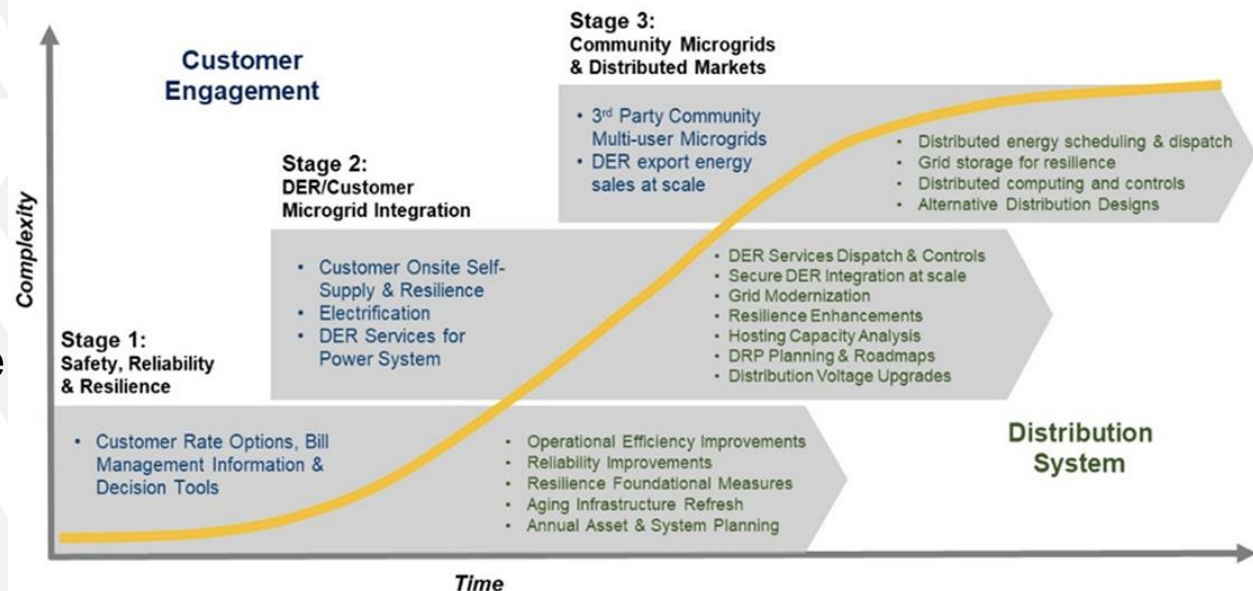 Stage 3:
Community Microgrids
& Distributed Markets
Customer
Engagement
• 3rd Party Community
Multi-user Microgrids
• DER export energy
sales at scale
• Distributed energy scheduling & dispatch
• Grid storage for resilience
• Distributed computing and controls
• Alternative Distribution Designs
Stage 2:
DER/Customer
Microgrid Integration
• Customer Onsite Self-
Supply & Resilience
• Electrification
• DER Services for
Power System
• DER Services Dispatch & Controls
• Secure DER Integration at scale
• Grid Modernization
• Resilience Enhancements
• Hosting Capacity Analysis
• DRP Planning & Roadmaps
• Distribution Voltage Upgrades
Complexity
Stage 1:
Safety, Reliability
& Resilience
• Customer Rate Options, Bill
Management Information &
Decision Tools
• Operational Efficiency Improvements
• Reliability Improvements
• Resilience Foundational Measures
• Aging Infrastructure Refresh
• Annual Asset & System Planning
Distribution
System
Time